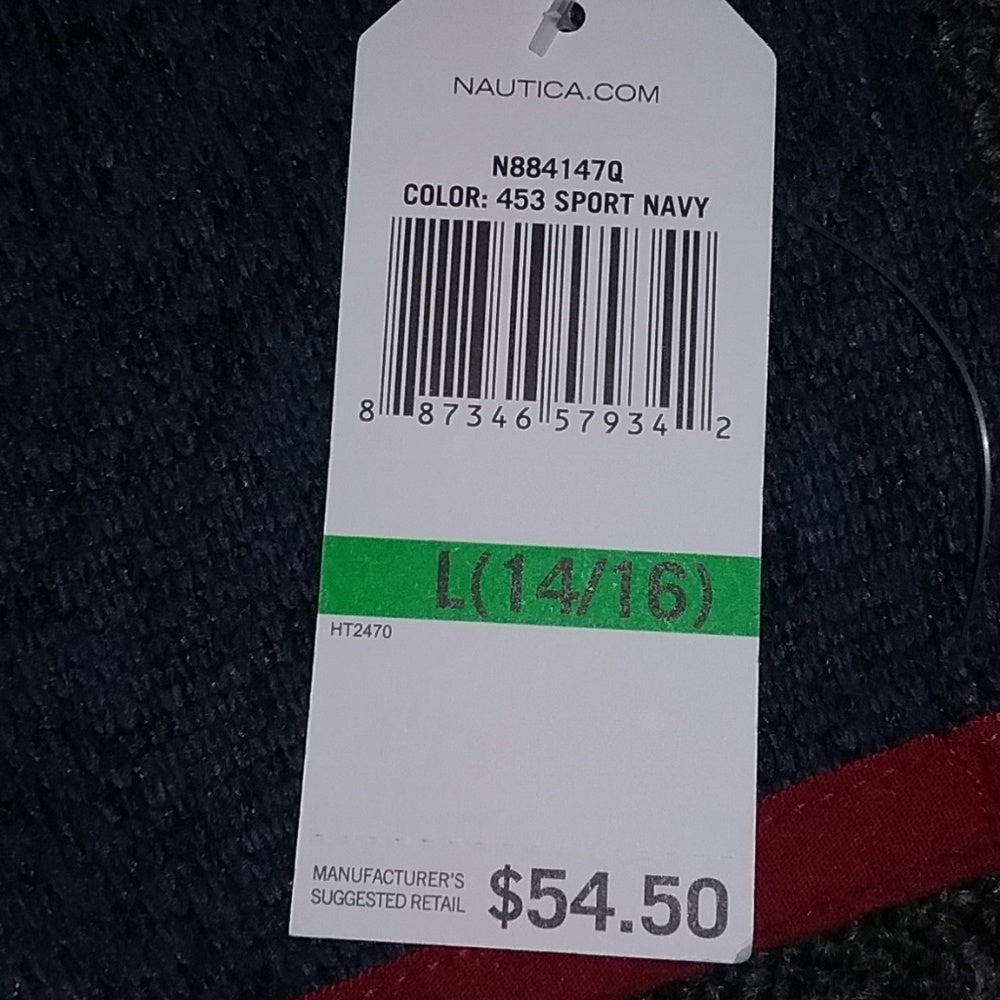 NAUTICA.COM
N884147Q
COLOR: 453 SPORT NAVY
8 87346 57934 2
L(14/16)
HT2470
MANUFACTURER'S
SUGGESTED RETAIL
$54.50